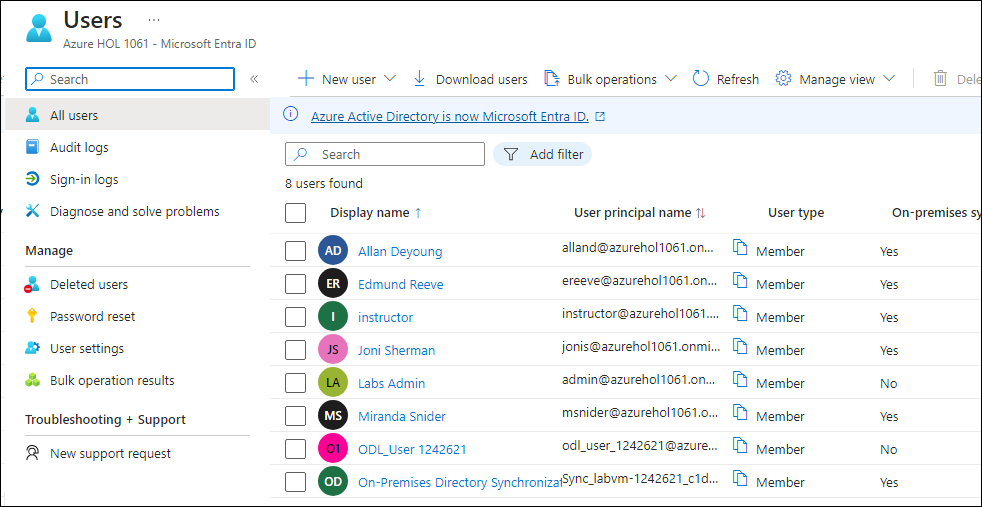 Users ...
Azure HOL 1061 - Microsoft Entra ID
Search «
New user Download users Bulk operations Refresh Manage view Dele
All users
Audit logs
Sign-in logs
Diagnose and solve problems
Manage
Deleted users
Password reset
User settings
Bulk operation results
Troubleshooting + Support
New support request
Azure Active Directory is now Microsoft Entra ID.
Search Add filter
8 users found
Display name ↑ User principal name ↑↓ User type On-premises sy
AD Allan Deyoung alland@azurehol1061.on... Member Yes
ER Edmund Reeve ereeve@azurehol1061.on... Member Yes
I instructor instructor@azurehol1061.... Member Yes
JS Joni Sherman jonis@azurehol1061.onmi... Member Yes
LA Labs Admin admin@azurehol1061.on... Member No
MS Miranda Snider msnider@azurehol1061.o... Member Yes
O1 ODL_User 1242621 odl_user_1242621@azure... Member No
OD On-Premises Directory Synchronizat Sync_labvm-1242621_c1d... Member Yes